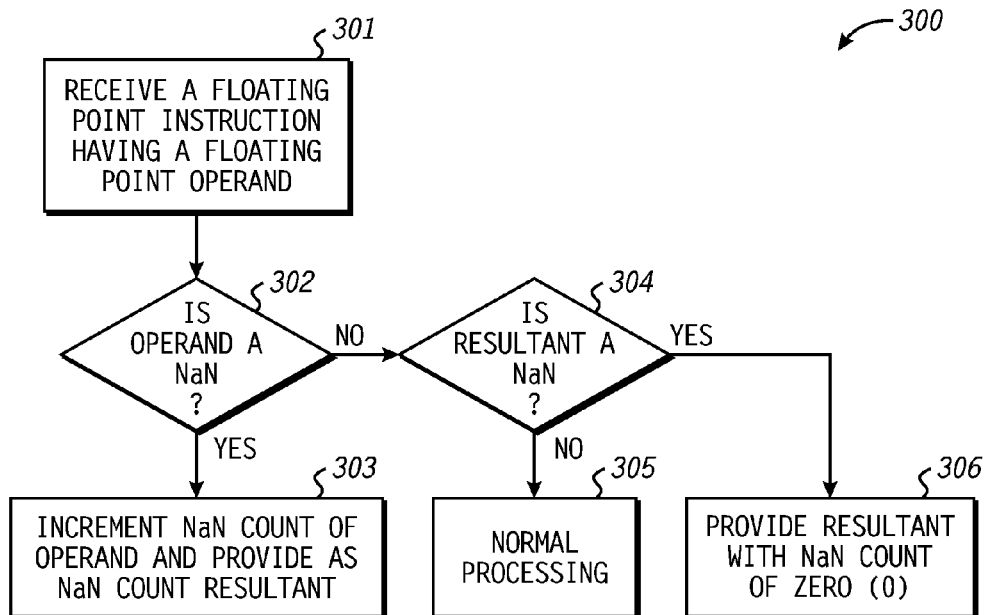 301
300
RECEIVE A FLOATING
POINT INSTRUCTION
HAVING A FLOATING
POINT OPERAND
302
IS
OPERAND A
NaN
?
NO
YES
304
IS
RESULTANT A
NaN
?
YES
NO
303
INCREMENT NaN COUNT OF
OPERAND AND PROVIDE AS
NaN COUNT RESULTANT
305
NORMAL
PROCESSING
306
PROVIDE RESULTANT
WITH NaN COUNT
OF ZERO (0)